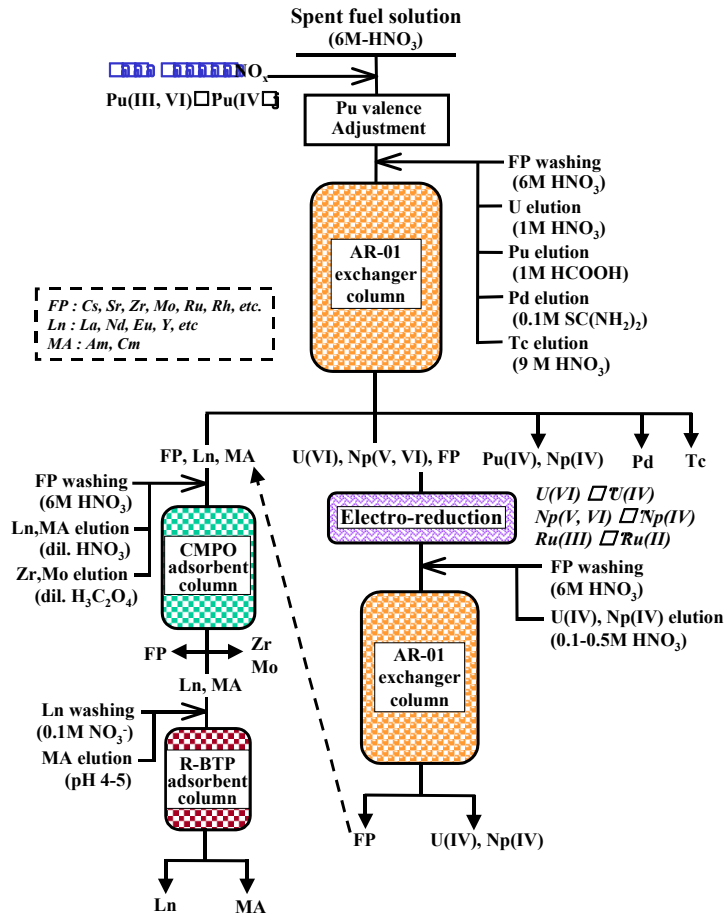 Spent fuel solution
(6M-HNO₃)
NOₓ
Pu(III, VI)□Pu(IV□
Pu valence
Adjustment
FP washing
(6M HNO₃)
U elution
(1M HNO₃)
Pu elution
(1M HCOOH)
Pd elution
(0.1M SC(NH₂)₂)
Tc elution
(9 M HNO₃)
AR-01
exchanger
column
FP : Cs, Sr, Zr, Mo, Ru, Rh, etc.
Ln : La, Nd, Eu, Y, etc
MA : Am, Cm
FP, Ln, MA
U(VI), Np(V, VI), FP
Pu(IV), Np(IV)
Pd
Tc
FP washing
(6M HNO₃)
Ln,MA elution
(dil. HNO₃)
Zr,Mo elution
(dil. H₃C₂O₄)
CMPO
adsorbent
column
Electro-reduction
U(VI) □U(IV)
Np(V, VI) □Np(IV)
Ru(III) □Ru(II)
FP washing
(6M HNO₃)
U(IV), Np(IV) elution
(0.1-0.5M HNO₃)
AR-01
exchanger
column
FP
Zr
Mo
Ln, MA
Ln washing
(0.1M NO₃⁻)
MA elution
(pH 4-5)
R-BTP
adsorbent
column
FP
U(IV), Np(IV)
Ln
MA